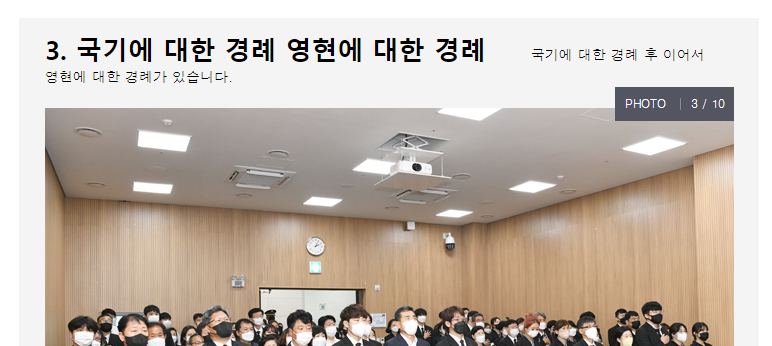 3. 국기에 대한 경례 영현에 대한 경례 국기에 대한 경례 후 이어서
영현에 대한 경례가 있습니다.
PHOTO | 3 / 10